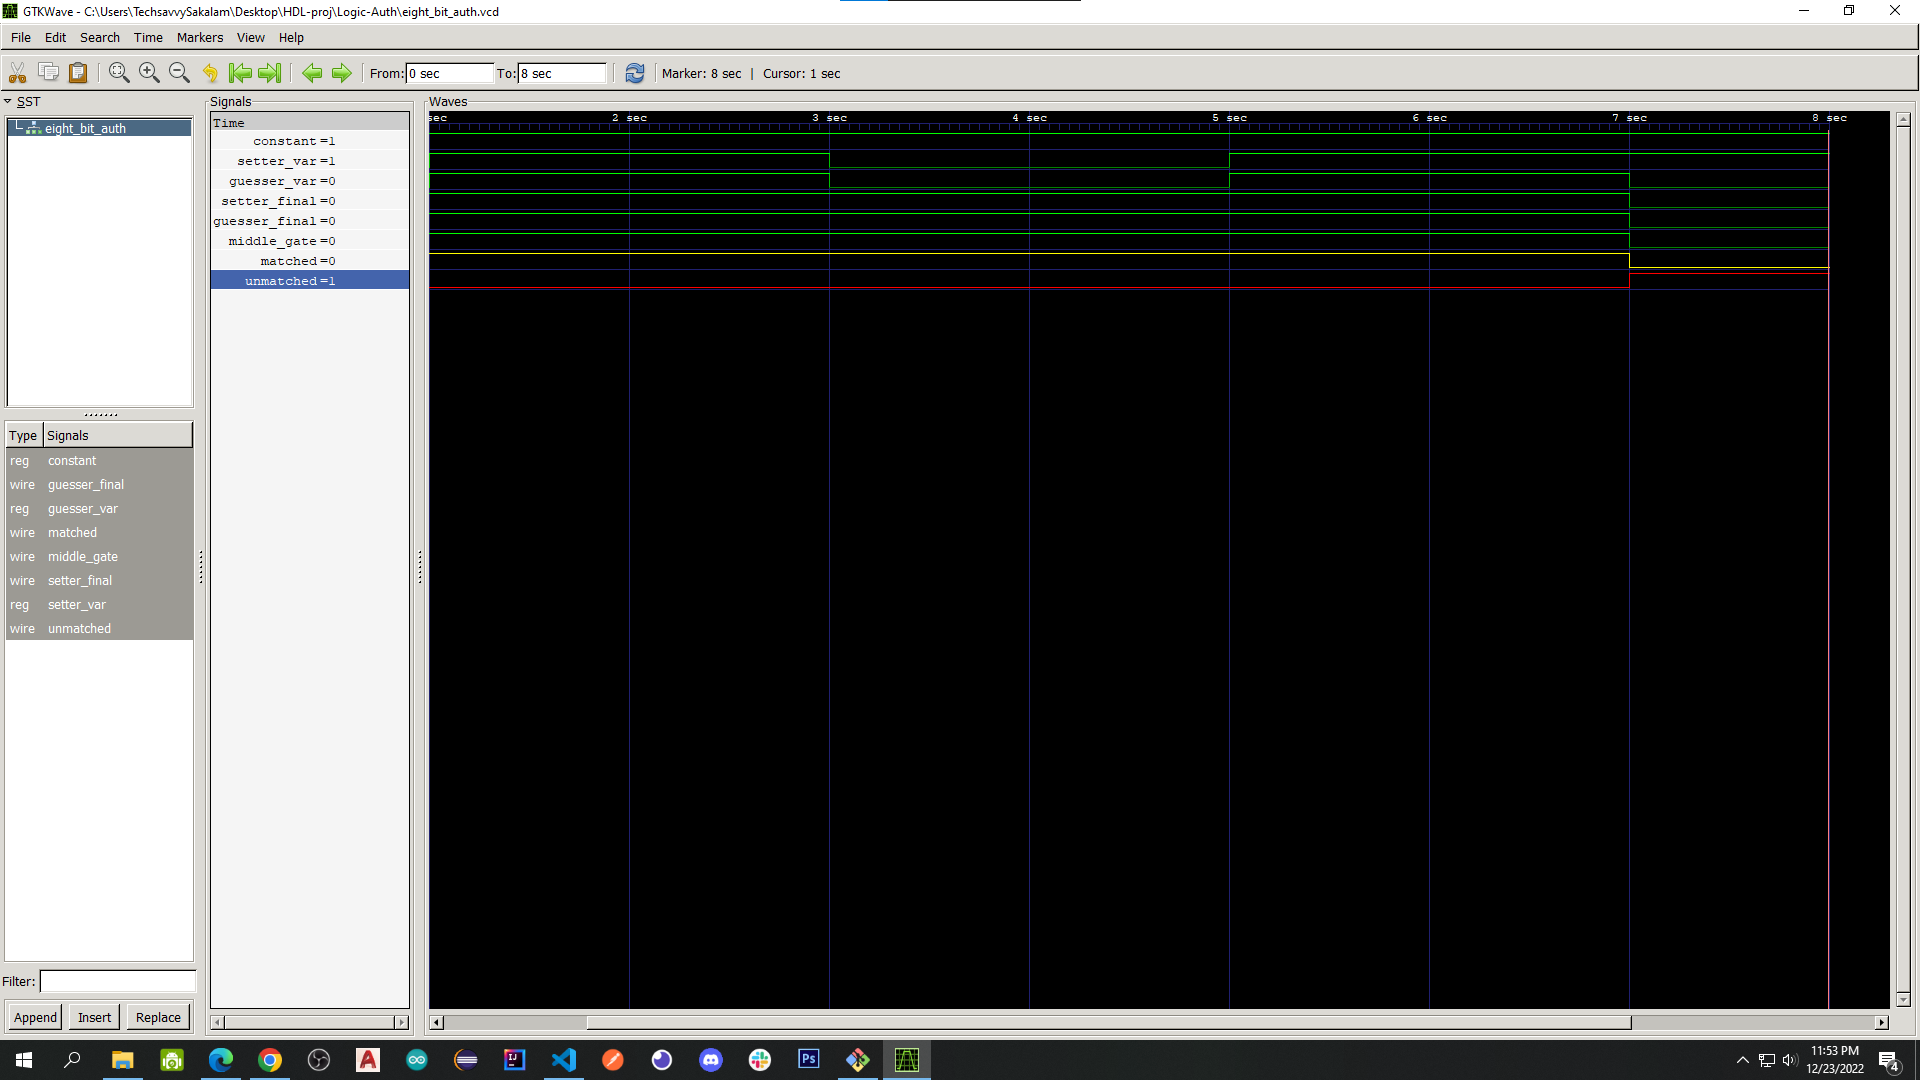 GTKWave - C:\Users\TechsavvySakalam\Desktop\HDL-proj\Logic-Auth\eight_bit_auth.vcd
File Edit Search Time Markers View Help
From: 0 sec To: 8 sec Marker: 8 sec | Cursor: 1 sec
SST
eight_bit_auth
Type Signals
reg constant
wire guesser_final
reg guesser_var
wire matched
wire middle_gate
wire setter_final
reg setter_var
wire unmatched
Filter:
Append Insert Replace
Signals
Time
constant =1
setter_var =1
guesser_var =0
setter_final =0
guesser_final =0
middle_gate =0
matched =0
unmatched =1
Waves
sec 2 sec 3 sec 4 sec 5 sec 6 sec 7 sec 8 sec
A
IJ
Ps
11:53 PM
12/23/2022
4